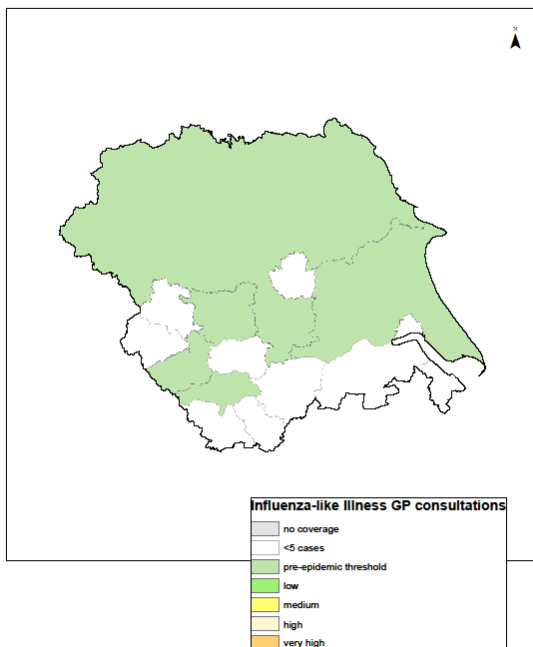 N
Influenza-like Illness GP consultations
no coverage
<5 cases
pre-epidemic threshold
low
medium
high
very high